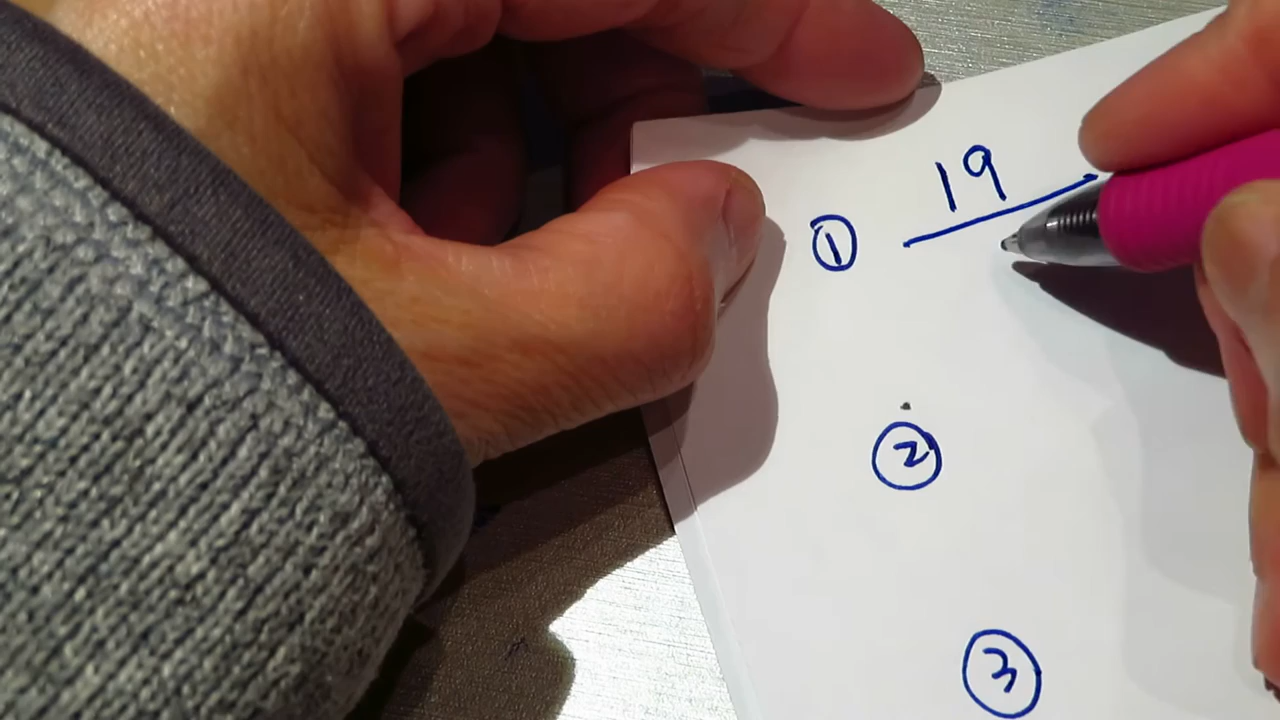 ① 19
②
③